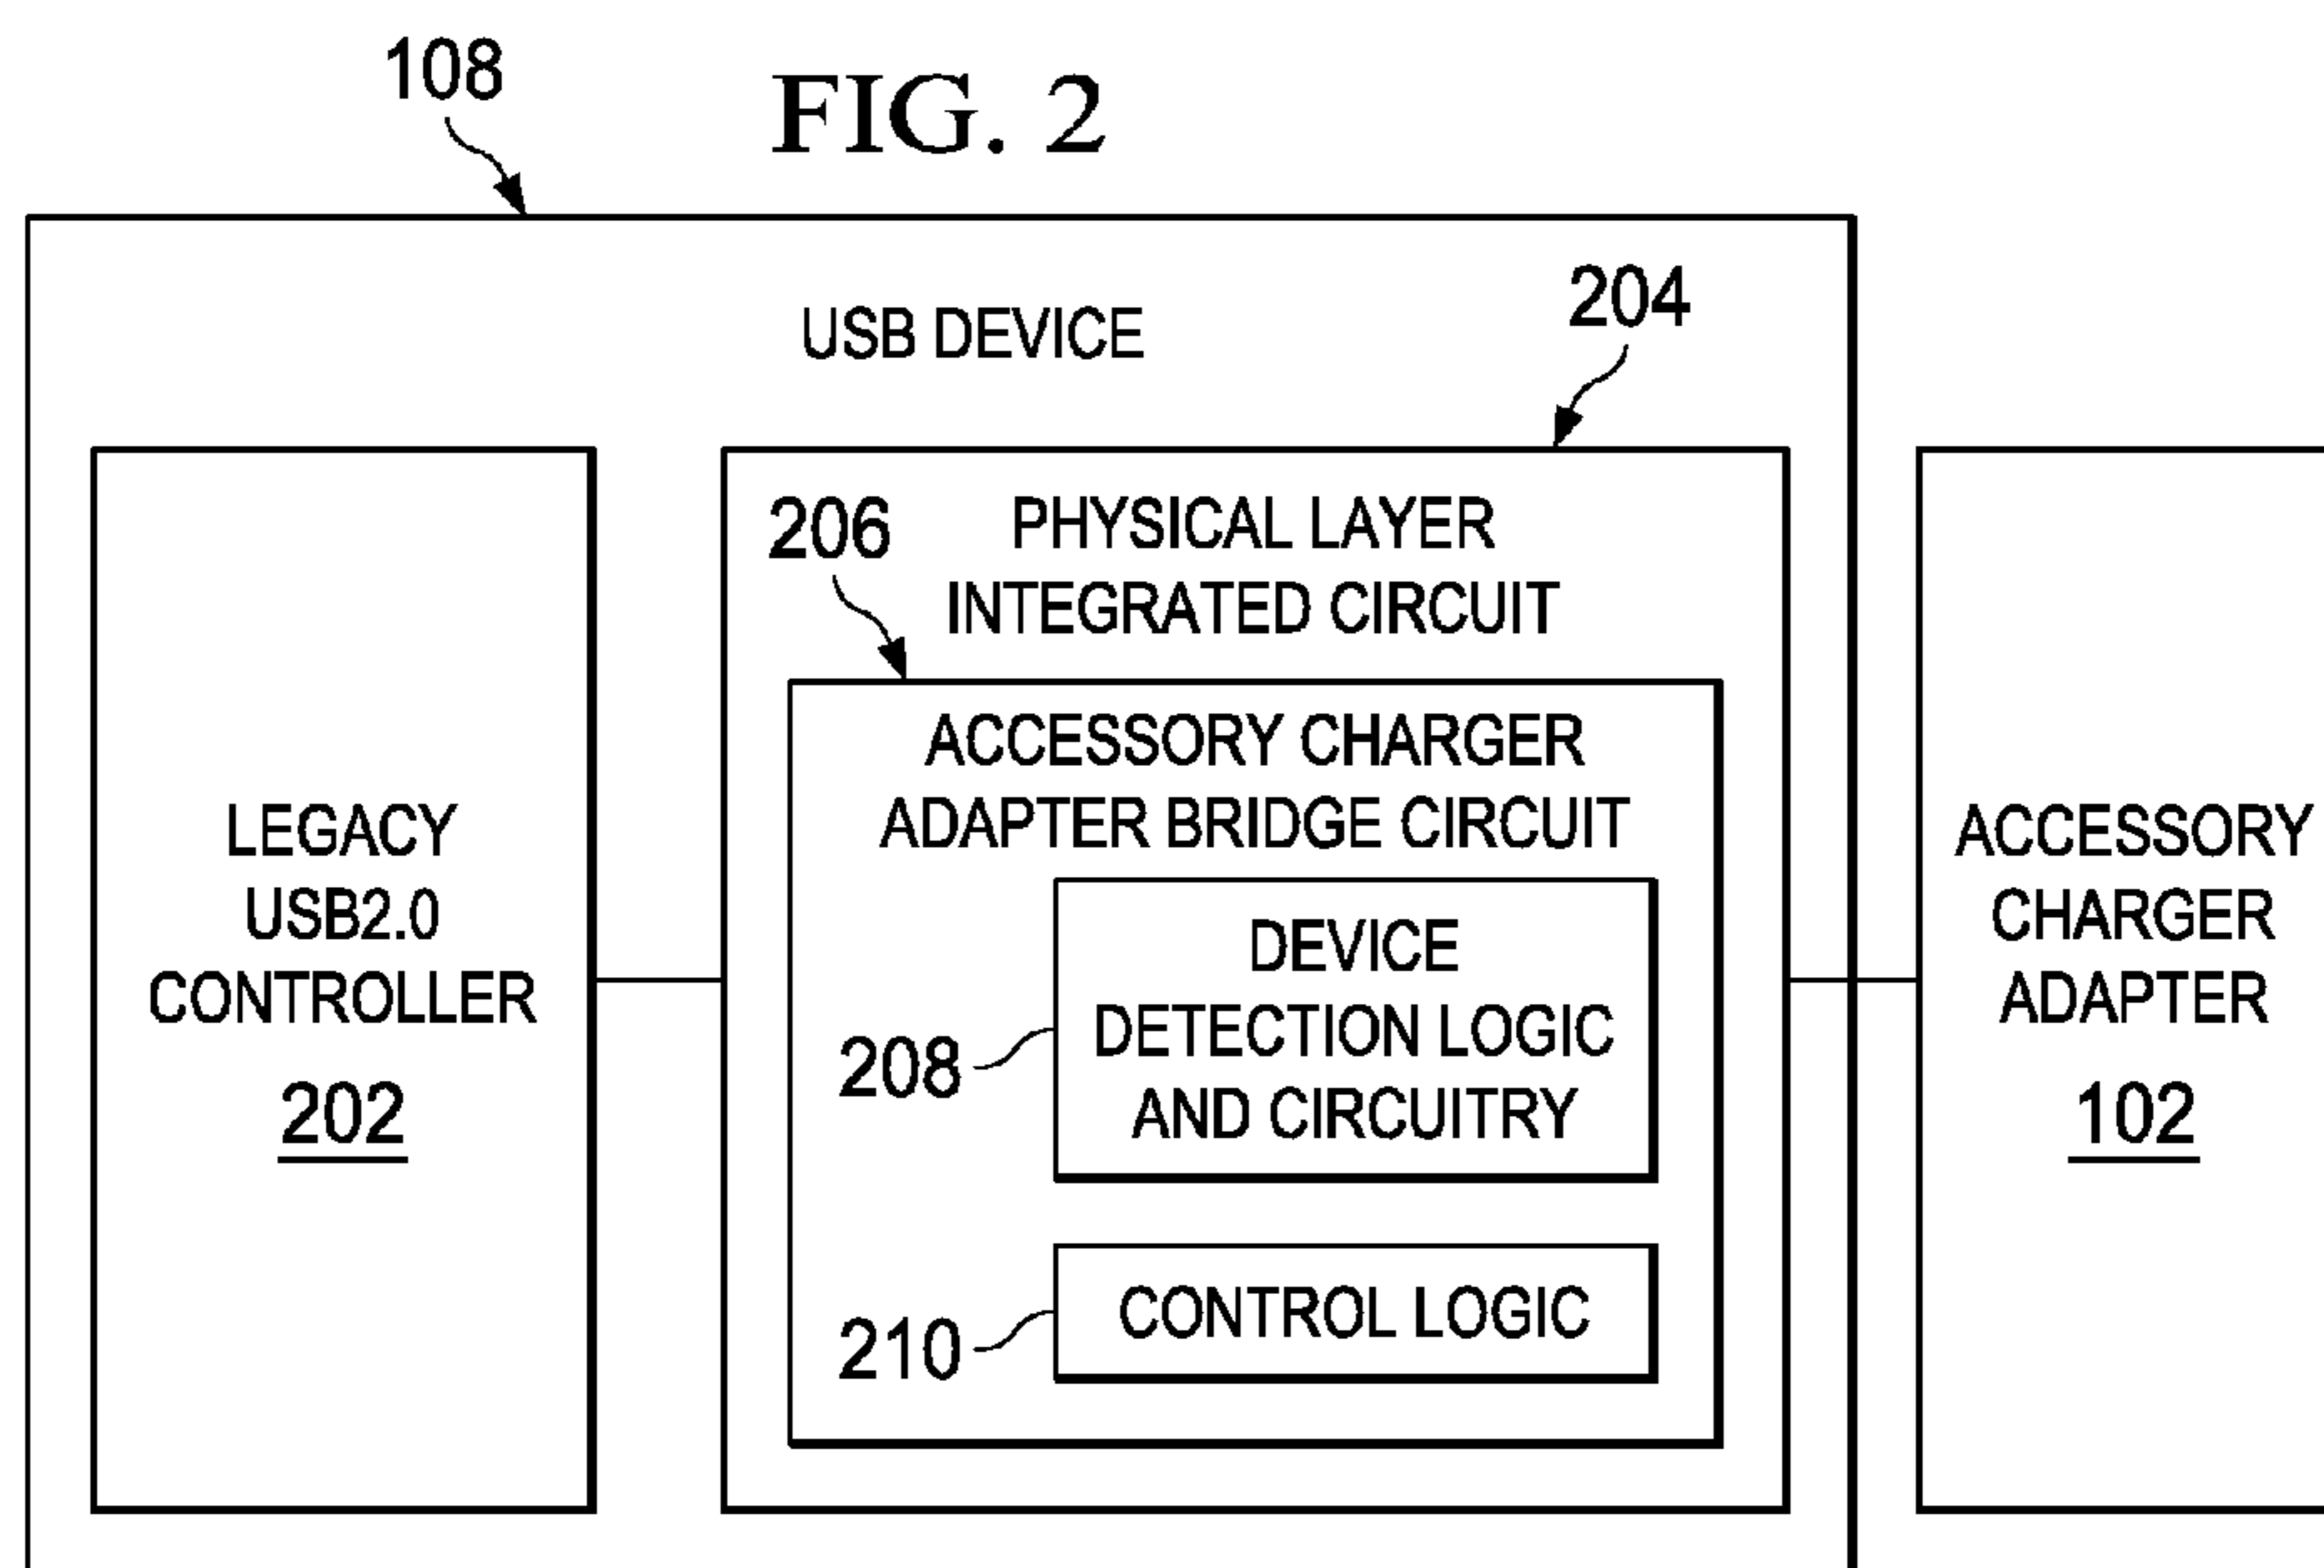 108
FIG. 2
USB DEVICE
204
LEGACY
USB2.0
CONTROLLER
202
206
PHYSICAL LAYER
INTEGRATED CIRCUIT
ACCESSORY CHARGER
ADAPTER BRIDGE CIRCUIT
DEVICE
DETECTION LOGIC
AND CIRCUITRY
208
CONTROL LOGIC
210
ACCESSORY
CHARGER
ADAPTER
102